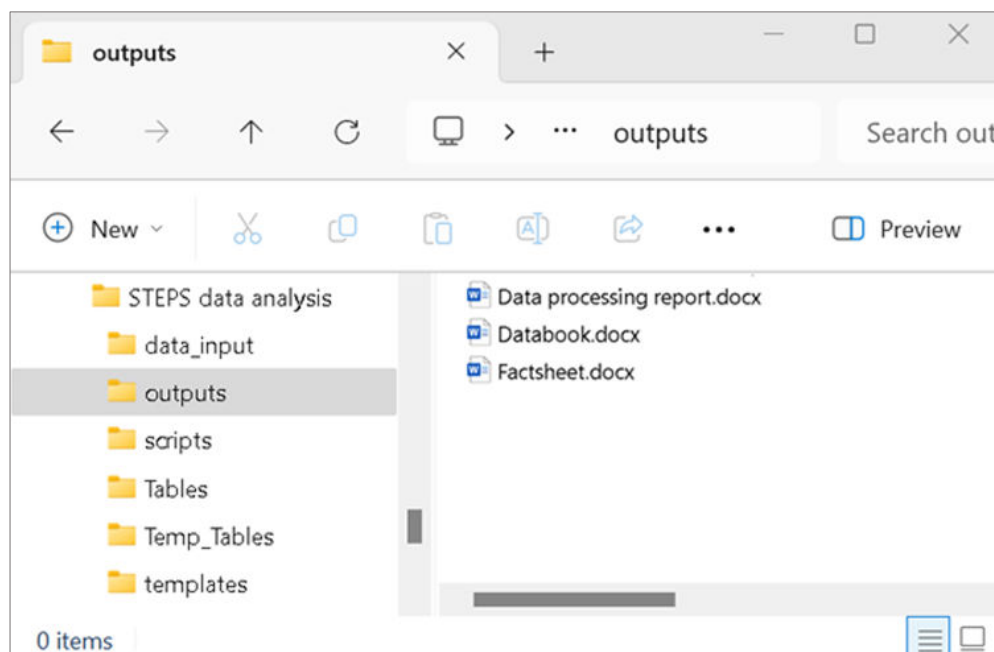 outputs
outputs
Search out
New
Preview
STEPS data analysis
data_input
outputs
scripts
Tables
Temp_Tables
templates
Data processing report.docx
Databook.docx
Factsheet.docx
0 items